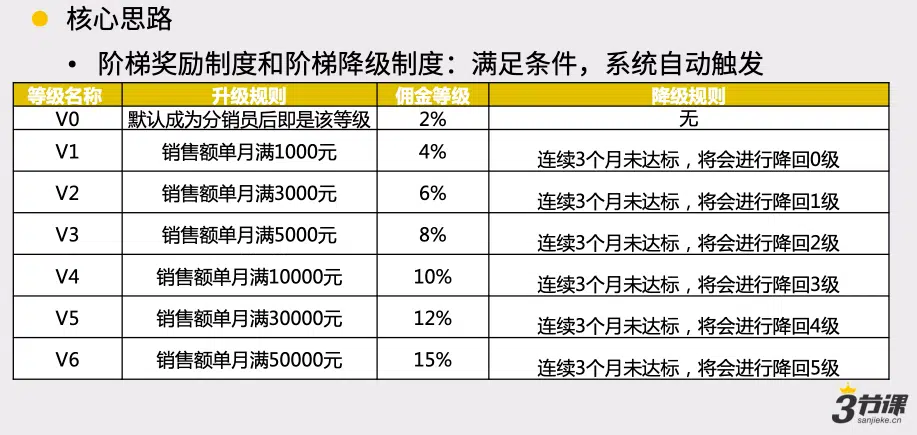 核心思路
• 阶梯奖励制度和阶梯降级制度：满足条件，系统自动触发
等级名称 升级规则 佣金等级 降级规则
V0 默认成为分销员后即是该等级 2% 无
V1 销售额单月满1000元 4% 连续3个月未达标，将会进行降回0级
V2 销售额单月满3000元 6% 连续3个月未达标，将会进行降回1级
V3 销售额单月满5000元 8% 连续3个月未达标，将会进行降回2级
V4 销售额单月满10000元 10% 连续3个月未达标，将会进行降回3级
V5 销售额单月满30000元 12% 连续3个月未达标，将会进行降回4级
V6 销售额单月满50000元 15% 连续3个月未达标，将会进行降回5级
3节课
sanjieke.cn